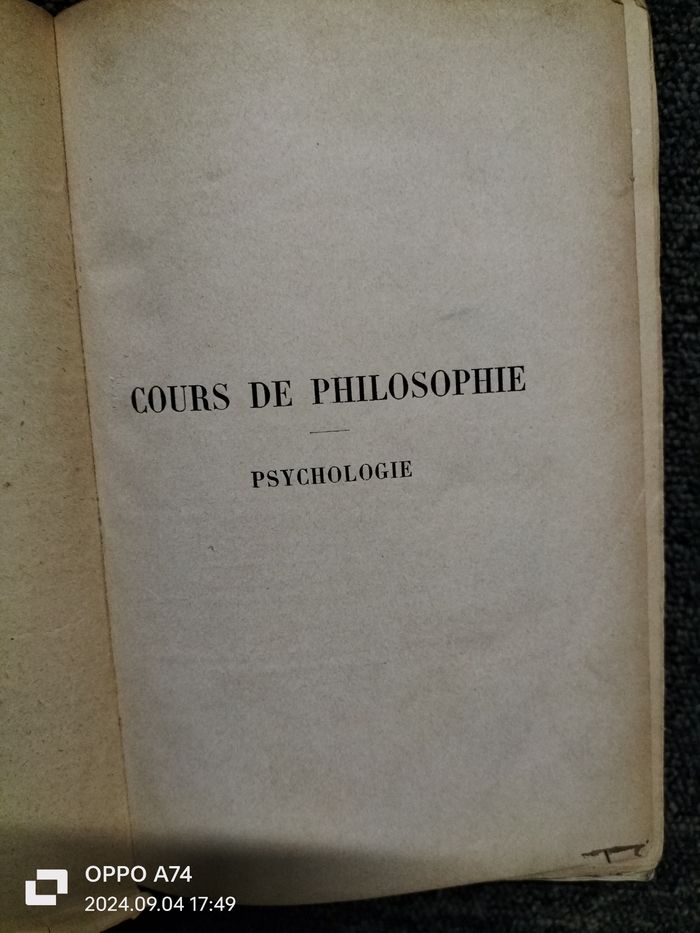 COURS DE PHILOSOPHIE
PSYCHOLOGIE
OPPO A74
2024.09.04 17:49